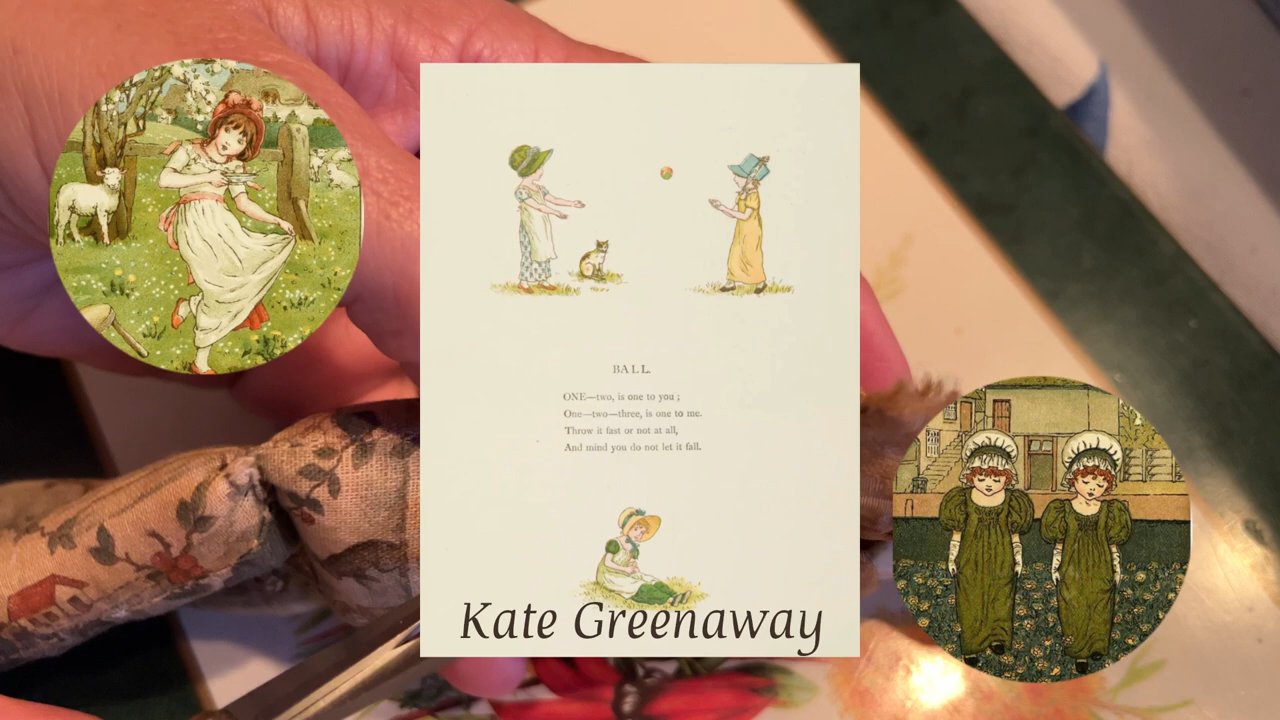 BALL.
ONE—two, is one to you ;
One—two—three, is one to me.
Throw it fast or not at all,
And mind you do not let it fall.
Kate Greenaway